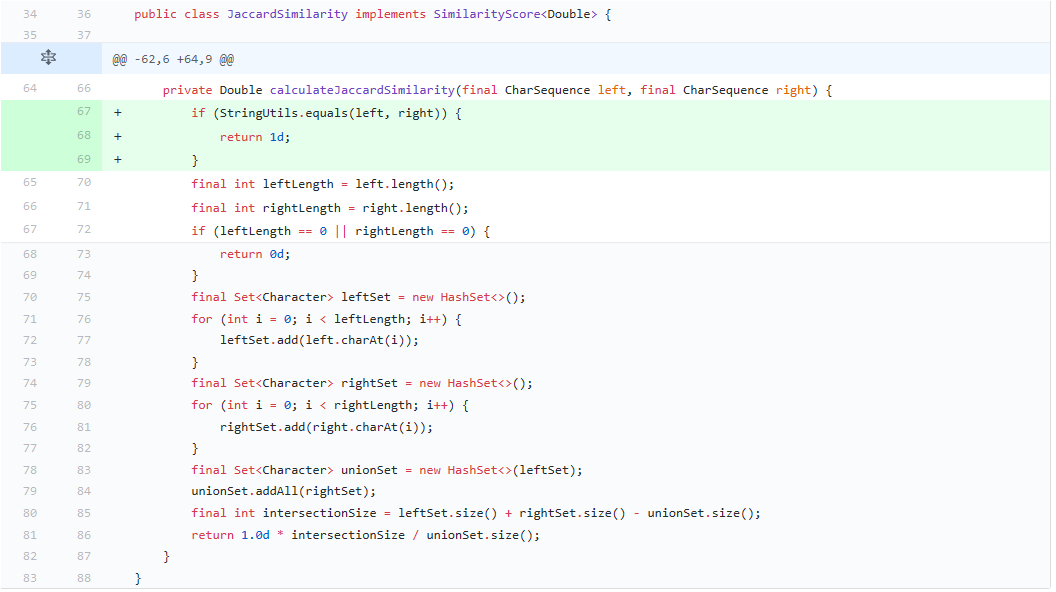 34 36 public class JaccardSimilarity implements SimilarityScore<Double> {
35 37
@@ -62,6 +64,9 @@
64 66 private Double calculateJaccardSimilarity(final CharSequence left, final CharSequence right) {
67 + if (StringUtils.equals(left, right)) {
68 + return 1d;
69 + }
65 70 final int leftLength = left.length();
66 71 final int rightLength = right.length();
67 72 if (leftLength == 0 || rightLength == 0) {
68 73 return 0d;
69 74 }
70 75 final Set<Character> leftSet = new HashSet<>();
71 76 for (int i = 0; i < leftLength; i++) {
72 77 leftSet.add(left.charAt(i));
73 78 }
74 79 final Set<Character> rightSet = new HashSet<>();
75 80 for (int i = 0; i < rightLength; i++) {
76 81 rightSet.add(right.charAt(i));
77 82 }
78 83 final Set<Character> unionSet = new HashSet<>(leftSet);
79 84 unionSet.addAll(rightSet);
80 85 final int intersectionSize = leftSet.size() + rightSet.size() - unionSet.size();
81 86 return 1.0d * intersectionSize / unionSet.size();
82 87 }
83 88 }